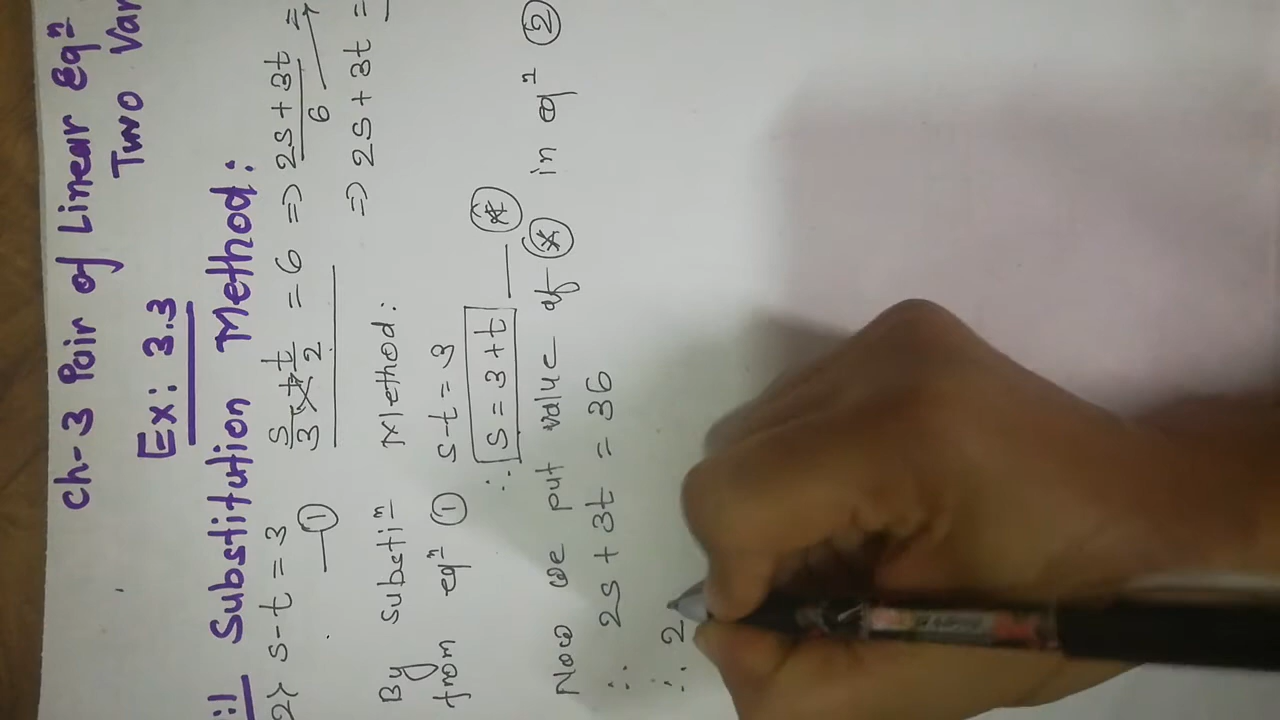 Ch-3 Pair of Linear Eqⁿ
Two Var
Ex: 3.3
:1 Substitution Method:
2} s-t = 3 s/3 + t/2 = 6 => 2s + 3t/6 =
—① => 2s + 3t =
By substiⁿ Method:
from eqⁿ ① s-t = 3
∴ s = 3 + t —— *
Now we put value of * in eqⁿ ②
∴ 2s + 3t = 36
∴ 2